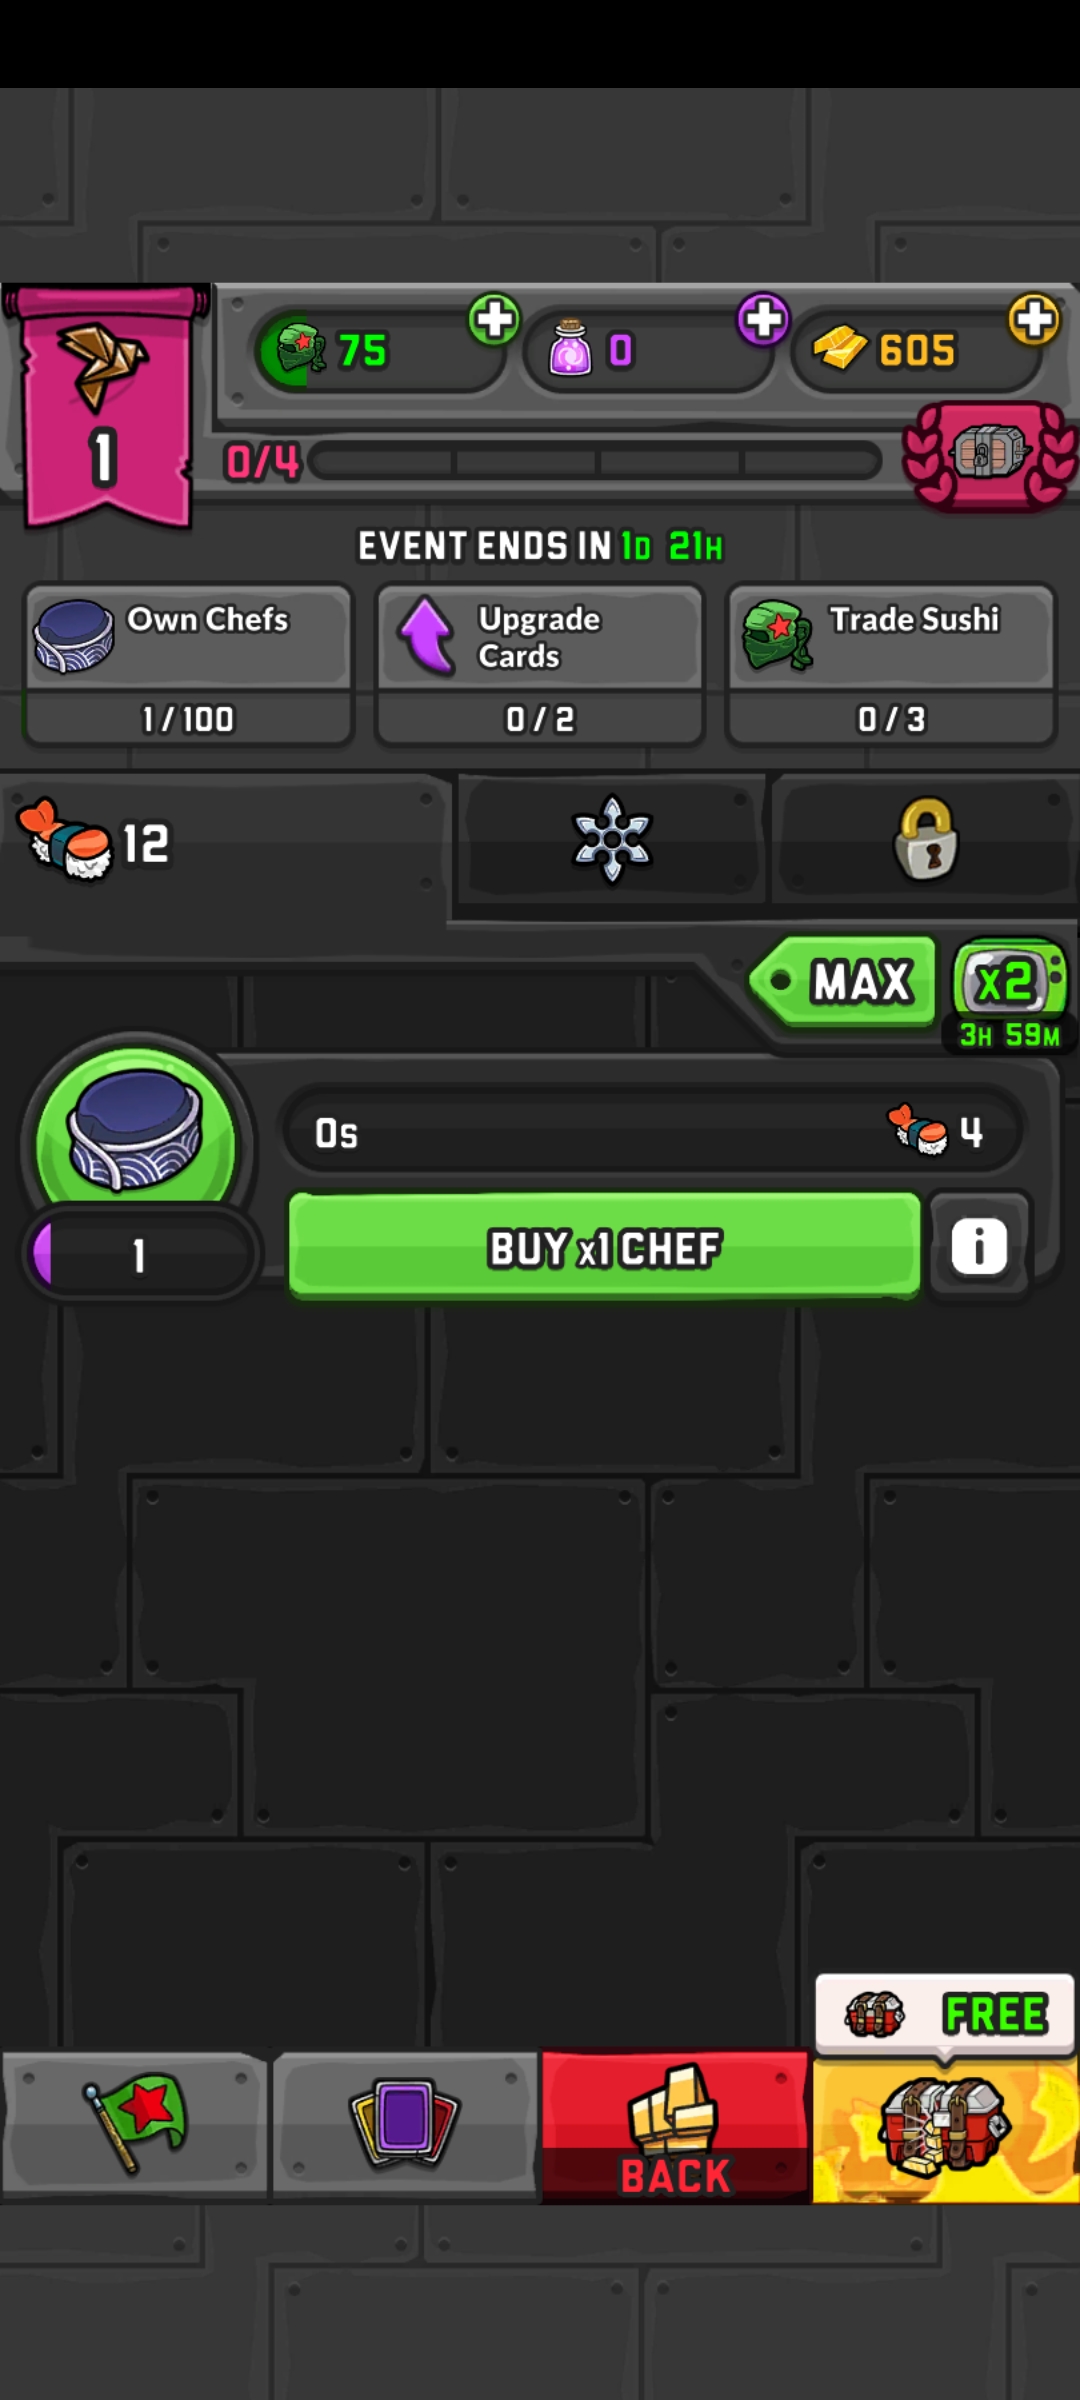 75
0
605
1
0/4
EVENT ENDS IN 1D 21H
Own Chefs
Upgrade
Cards
Trade Sushi
1 / 100
0 / 2
0 / 3
12
MAX
x2
3H 59M
0s
4
1
BUY x1 CHEF
i
FREE
BACK